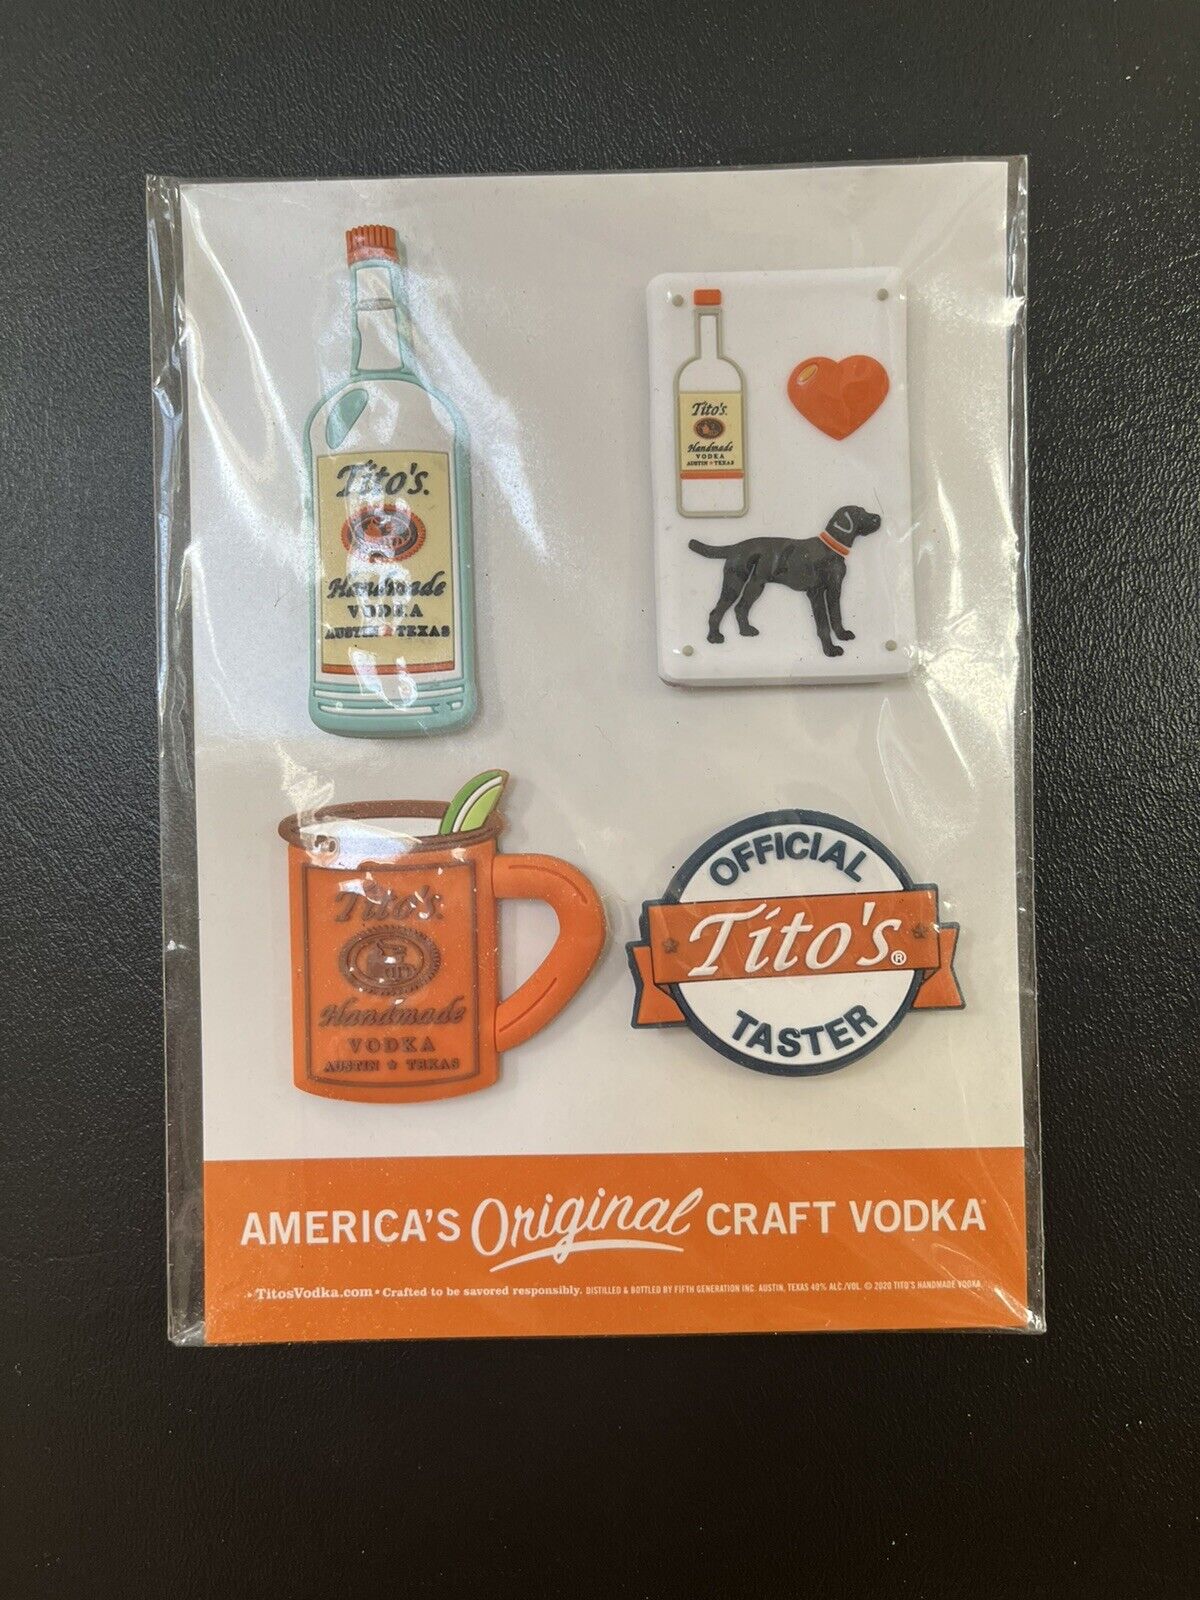 Tito's.
Handmade
VODKA
AUSTIN ★ TEXAS
Tito's.
Handmade
VODKA
AUSTIN ★ TEXAS
Tito's.
Handmade
VODKA
AUSTIN ★ TEXAS
OFFICIAL
Tito's®
TASTER
AMERICA'S Original CRAFT VODKA
• TitosVodka.com • Crafted to be savored responsibly. DISTILLED & BOTTLED BY FIFTH GENERATION INC. AUSTIN, TEXAS 40% ALC./VOL. © 2020 TITO'S HANDMADE VODKA.